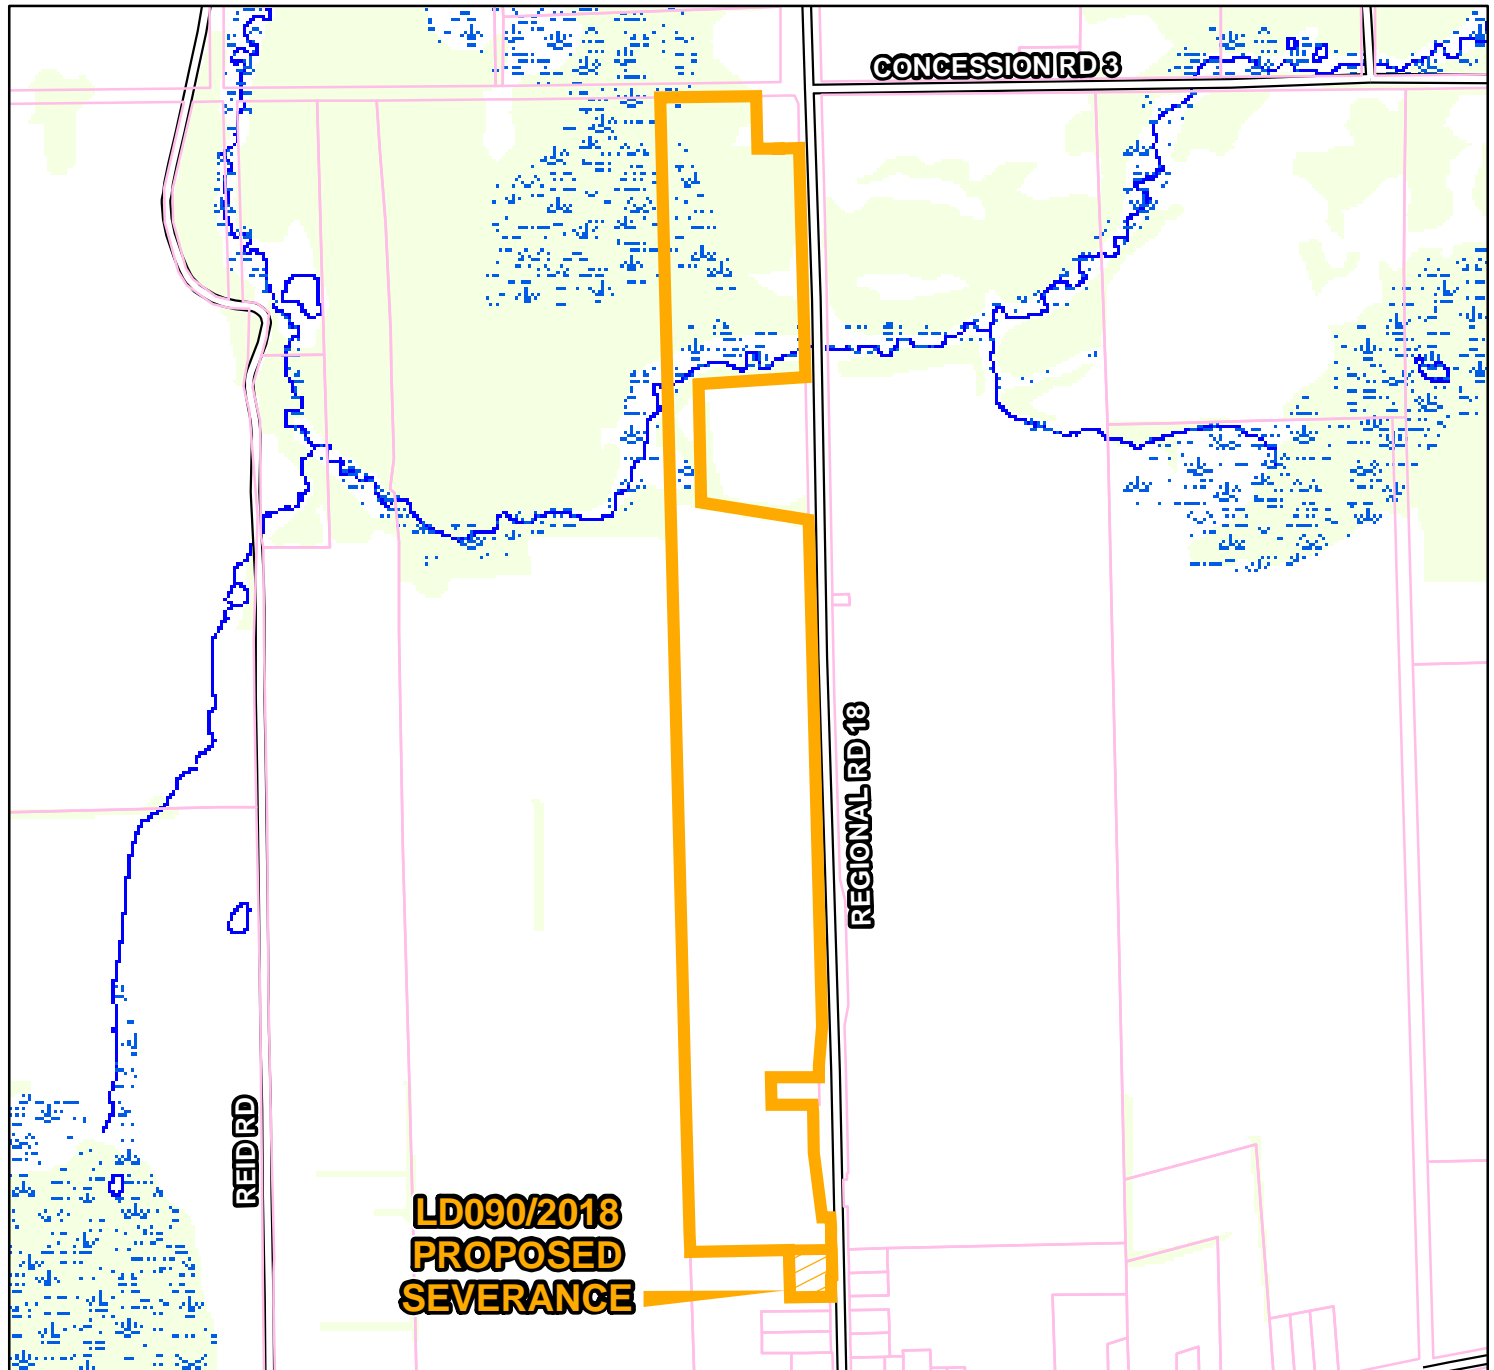 CONCESSION RD 3
REGIONAL RD 18
REID RD
LD090/2018
PROPOSED
SEVERANCE